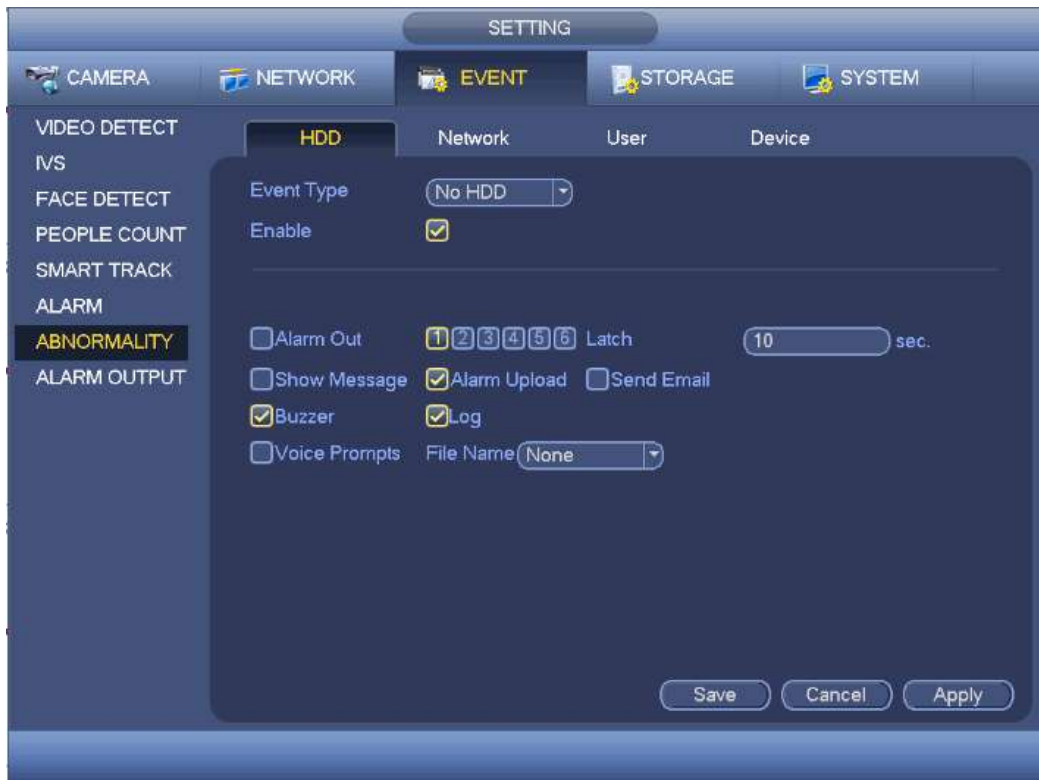 SETTING
CAMERA NETWORK EVENT STORAGE SYSTEM
VIDEO DETECT
IVS
FACE DETECT
PEOPLE COUNT
SMART TRACK
ALARM
ABNORMALITY
ALARM OUTPUT
HDD Network User Device
Event Type No HDD
Enable
Alarm Out 1 2 3 4 5 6 Latch 10 sec.
Show Message Alarm Upload Send Email
Buzzer Log
Voice Prompts File Name None
Save Cancel Apply